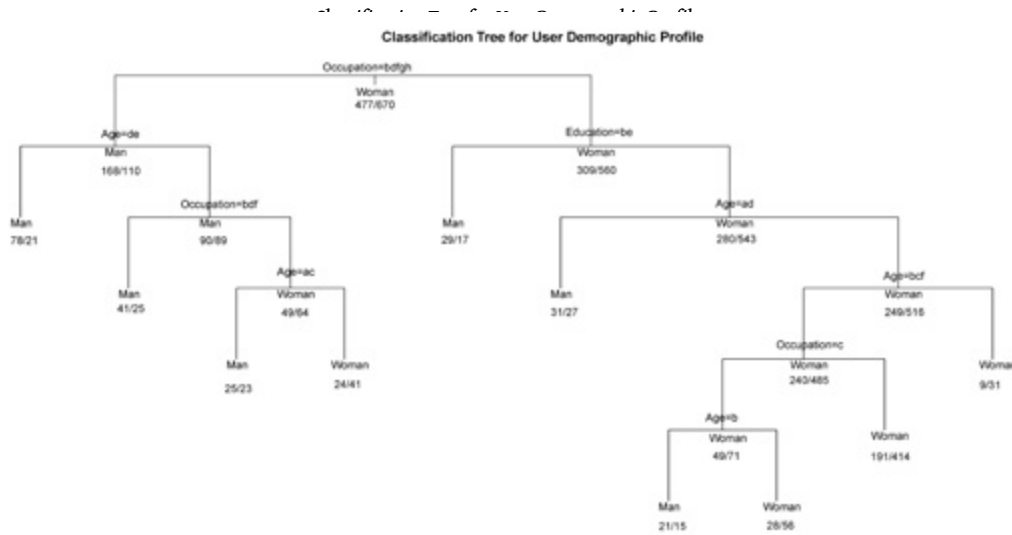 Classification Tree for User Demographic Profile
Occupation=bdfgh
Woman
477/670
Age=de
Man
168/110
Education=be
Woman
309/560
Man
78/21
Occupation=bdf
Man
90/89
Man
29/17
Age=ad
Woman
280/543
Man
41/25
Age=ac
Woman
49/64
Man
31/27
Age=bcf
Woman
249/516
Man
25/23
Woman
24/41
Occupation=c
Woman
240/485
Woman
9/31
Age=b
Woman
49/71
Woman
191/414
Man
21/15
Woman
28/56